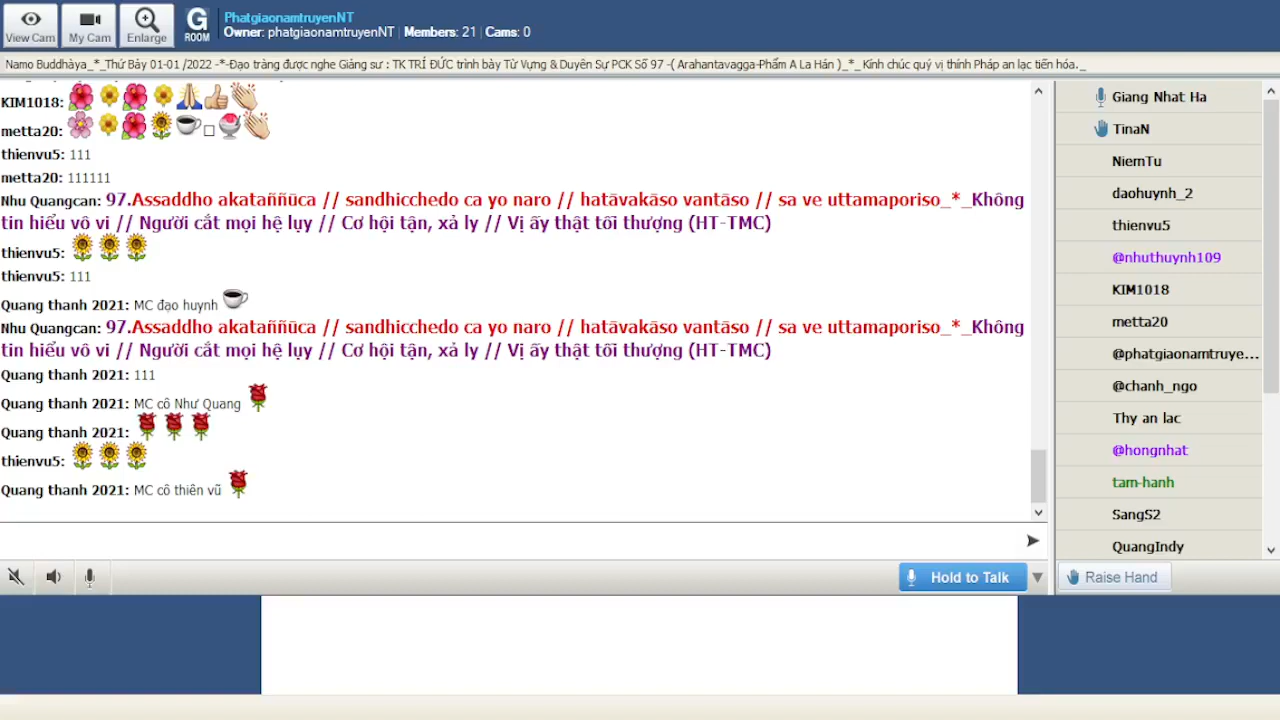 View Cam
My Cam
Enlarge
G
ROOM
PhatgiaonamtruyenNT
Owner: phatgiaonamtruyenNT | Members: 21 | Cams: 0
Namo Buddhàya_*_Thứ Bảy 01-01 /2022 -*-Đạo tràng được nghe Giảng sư : TK TRÍ ĐỨC trình bày Từ Vựng & Duyên Sự PCK Số 97 -( Arahantavagga-Phẩm A La Hán )_*_ Kính chúc quý vị thính Pháp an lạc tiến hóa._
KIM1018:
metta20:
thienvu5: 111
metta20: 111111
Nhu Quangcan: 97.Assaddho akataññūca // sandhicchedo ca yo naro // hatāvakāso vantāso // sa ve uttamaporiso_*_Không
tin hiểu vô vi // Người cắt mọi hệ lụy // Cơ hội tận, xả ly // Vị ấy thật tối thượng (HT-TMC)
thienvu5:
thienvu5: 111
Quang thanh 2021: MC đạo huynh
Nhu Quangcan: 97.Assaddho akataññūca // sandhicchedo ca yo naro // hatāvakāso vantāso // sa ve uttamaporiso_*_Không
tin hiểu vô vi // Người cắt mọi hệ lụy // Cơ hội tận, xả ly // Vị ấy thật tối thượng (HT-TMC)
Quang thanh 2021: 111
Quang thanh 2021: MC cô Như Quang
Quang thanh 2021:
thienvu5:
Quang thanh 2021: MC cô thiên vũ
Hold to Talk
Giang Nhat Ha
TinaN
NiemTu
daohuynh_2
thienvu5
@nhuthuynh109
KIM1018
metta20
@phatgiaonamtruye...
@chanh_ngo
Thy an lac
@hongnhat
tam-hanh
SangS2
QuangIndy
Raise Hand